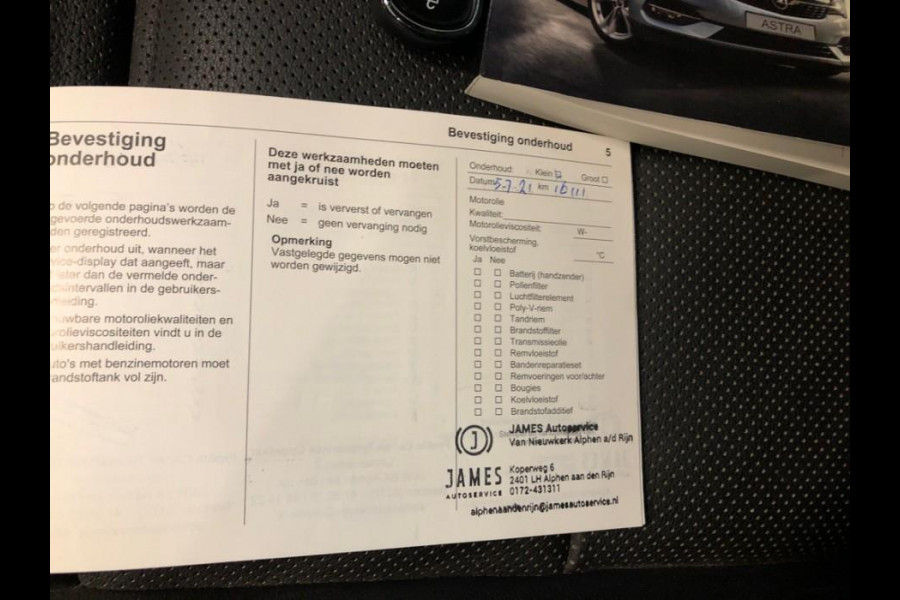 ASTRA
Bevestiging onderhoud 5
Bevestiging
onderhoud
de volgende pagina's worden de
gevoerde onderhoudswerkzaam-
den geregistreerd.
onderhoud uit, wanneer het
display dat aangeeft, maar
dan de vermelde onder-
intervallen in de gebruikers-
bare motoroliekwaliteiten en
olieviscositeiten vindt u in de
uikershandleiding.
uto's met benzinemotoren moet
andstoftank vol zijn.
Deze werkzaamheden moeten
met ja of nee worden
aangekruist
Ja = is ververst of vervangen
Nee = geen vervanging nodig
Opmerking
Vastgelegde gegevens mogen niet
worden gewijzigd.
Onderhoud: Klein Groot
Datum 5-7-21 km 16111
Motorolie
Kwaliteit:
Motorolieviscositeit: W-
Vorstbescherming,
koelvloeistof °C
Ja Nee
Batterij (handzender)
Pollenfilter
Luchtfilterelement
Poly-V-riem
Tandriem
Brandstoffilter
Transmissieolie
Remvloeistof
Bandenreparatieset
Remvoeringen voor/achter
Bougies
Koelvloeistof
Brandstofadditief
J
JAMES Autoservice
Van Nieuwkerk Alphen a/d Rijn
JAMES
AUTOSERVICE
Koperweg 6
2401 LH Alphen aan den Rijn
0172-431311
alphenaandenrijn@jamesautoservice.nl